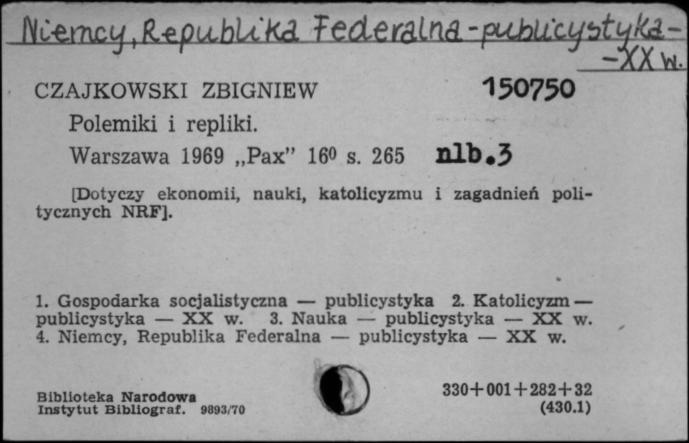 Niemcy, Republika Federalna - publicystyka -
- XX w.
CZAJKOWSKI ZBIGNIEW 150750
Polemiki i repliki.
Warszawa 1969 „Pax” 16⁰ s. 265 nlb.3
[Dotyczy ekonomii, nauki, katolicyzmu i zagadnień poli-
tycznych NRF].
1. Gospodarka socjalistyczna — publicystyka 2. Katolicyzm —
publicystyka — XX w. 3. Nauka — publicystyka — XX w.
4. Niemcy, Republika Federalna — publicystyka — XX w.
Biblioteka Narodowa 330+001+282+32
Instytut Bibliograf. 9893/70 (430.1)